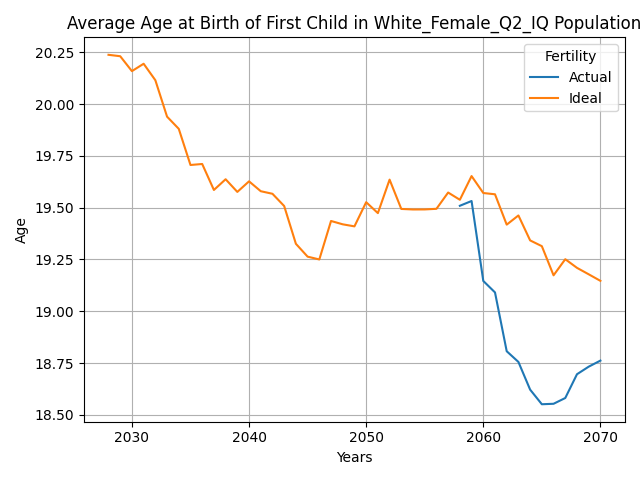 Average Age at Birth of First Child in White_Female_Q2_IQ Population
Fertility
Actual
Ideal
20.25
20.00
19.75
19.50
19.25
19.00
18.75
18.50
Age
2030
2040
2050
2060
2070
Years